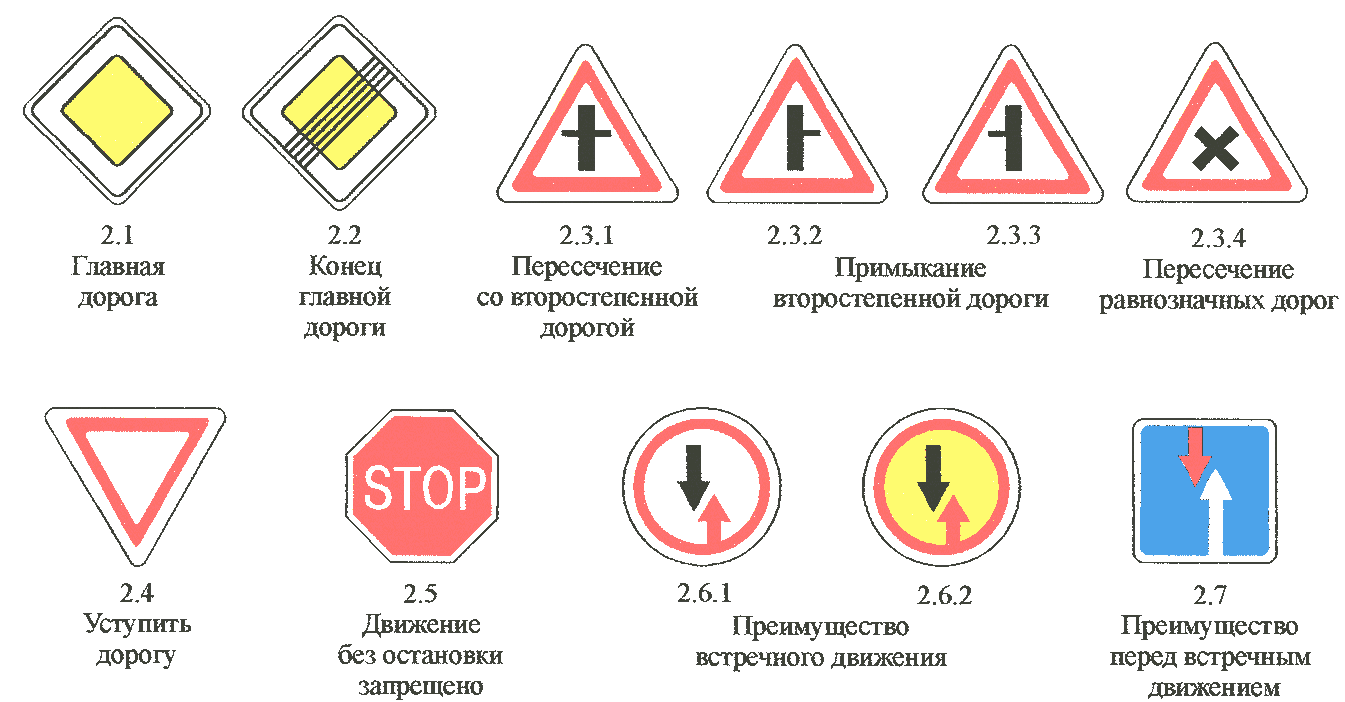 2.1
Главная
дорога
2.2
Конец
главной
дороги
2.3.1
Пересечение
со второстепенной
дорогой
2.3.2
2.3.3
Примыкание
второстепенной дороги
2.3.4
Пересечение
равнозначных дорог
2.4
Уступить
дорогу
STOP
2.5
Движение
без остановки
запрещено
2.6.1
2.6.2
Преимущество
встречного движения
2.7
Преимущество
перед встречным
движением